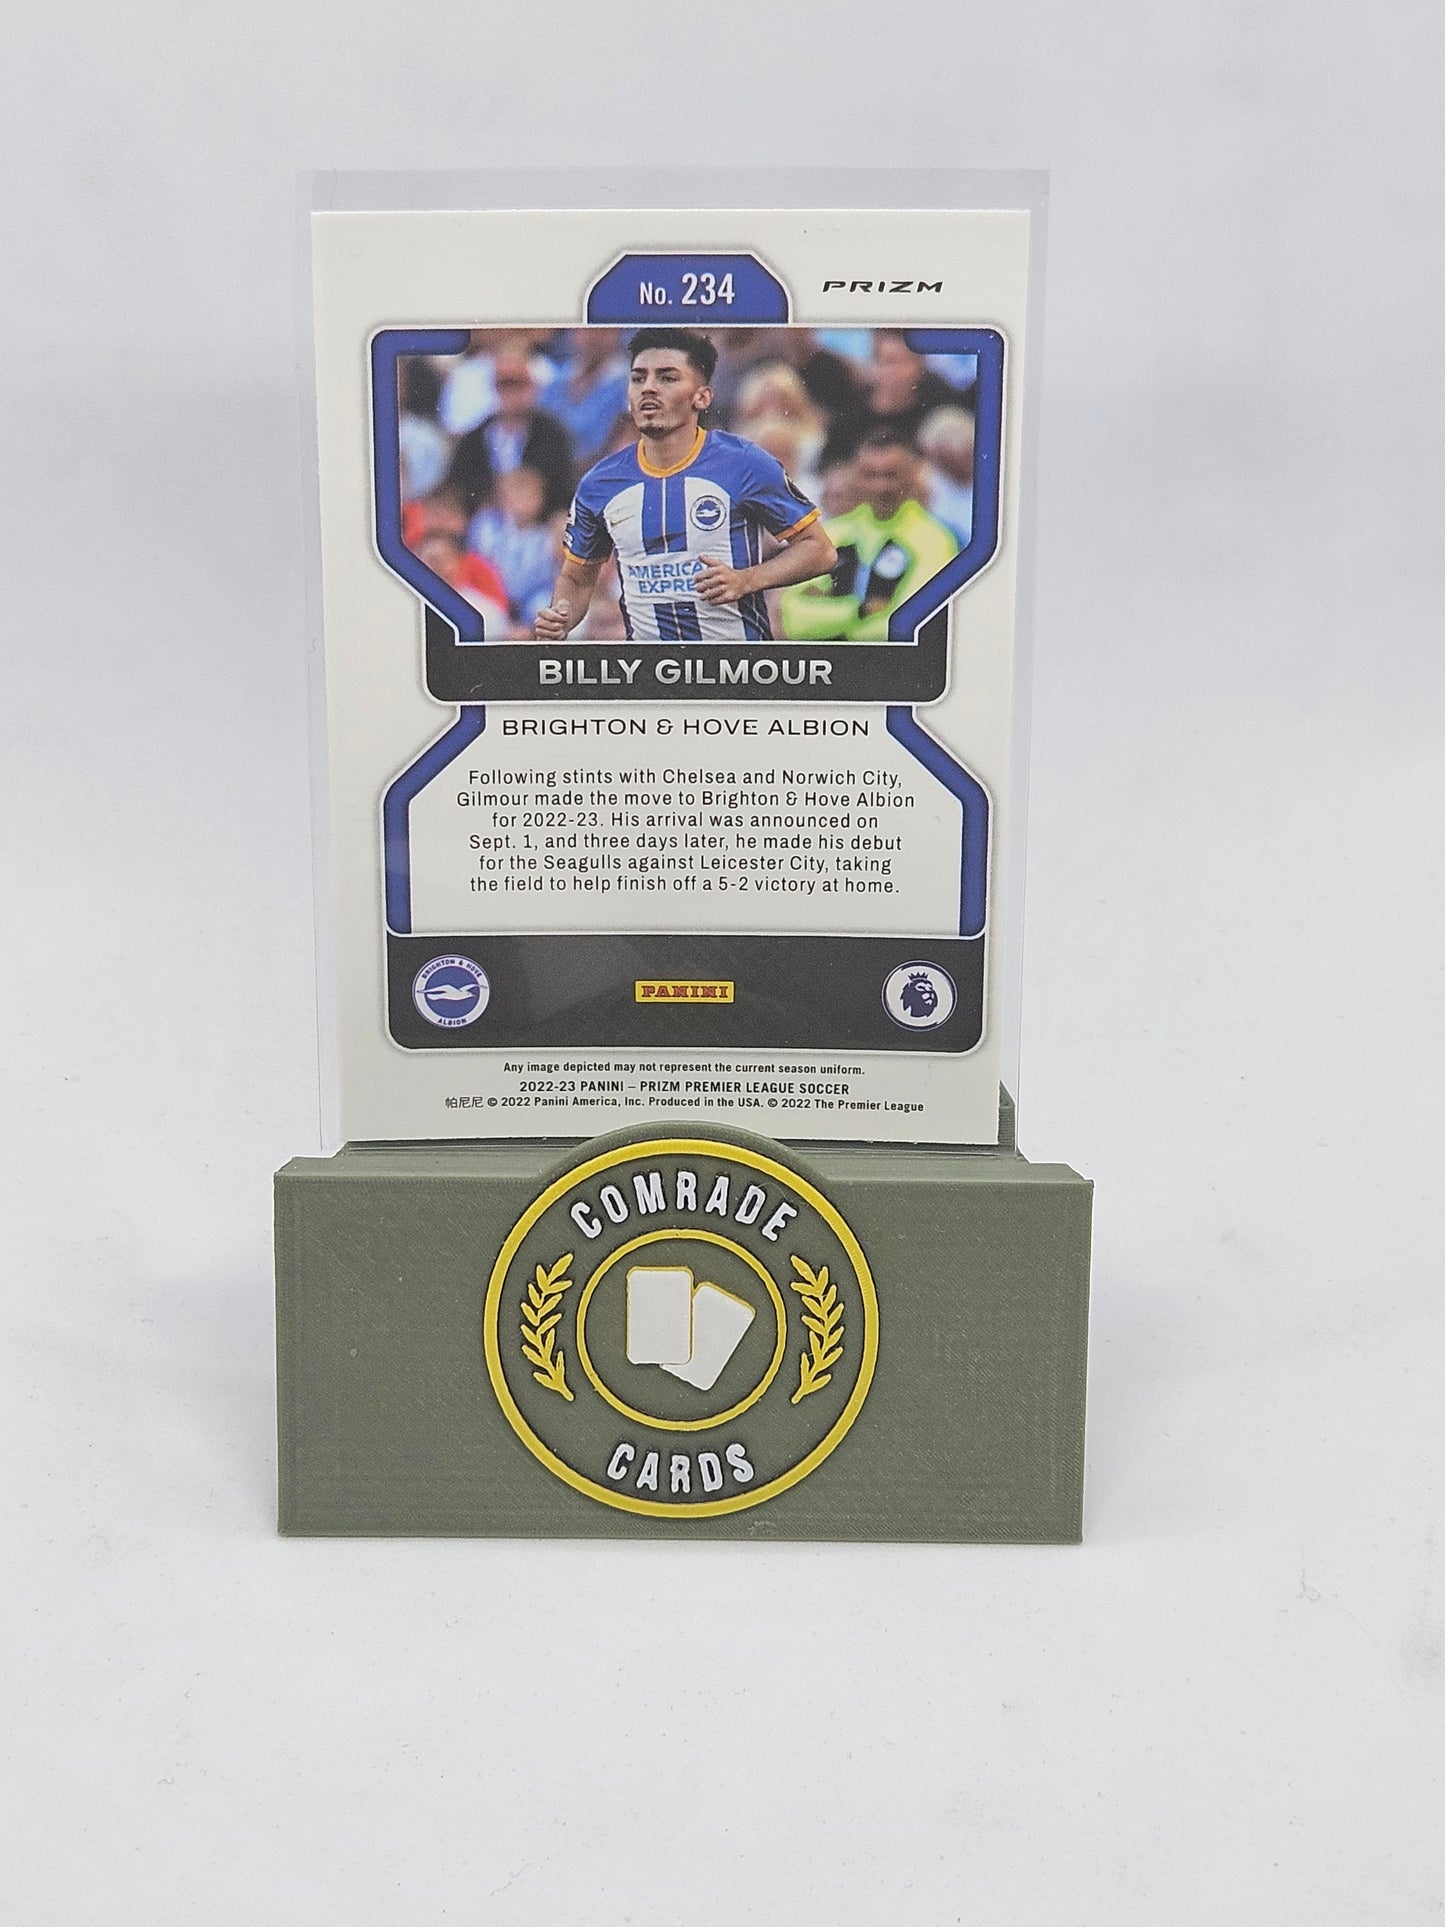 No. 234
PRIZM
AMERICA
EXPRE
BILLY GILMOUR
BRIGHTON & HOVE ALBION
Following stints with Chelsea and Norwich City,
Gilmour made the move to Brighton & Hove Albion
for 2022-23. His arrival was announced on
Sept. 1, and three days later, he made his debut
for the Seagulls against Leicester City, taking
the field to help finish off a 5-2 victory at home.
BRIGHTON & HOVE
ALBION
PANINI
Any image depicted may not represent the current season uniform.
2022-23 PANINI – PRIZM PREMIER LEAGUE SOCCER
帕尼尼 © 2022 Panini America, Inc. Produced in the USA. © 2022 The Premier League
COMRADE
CARDS